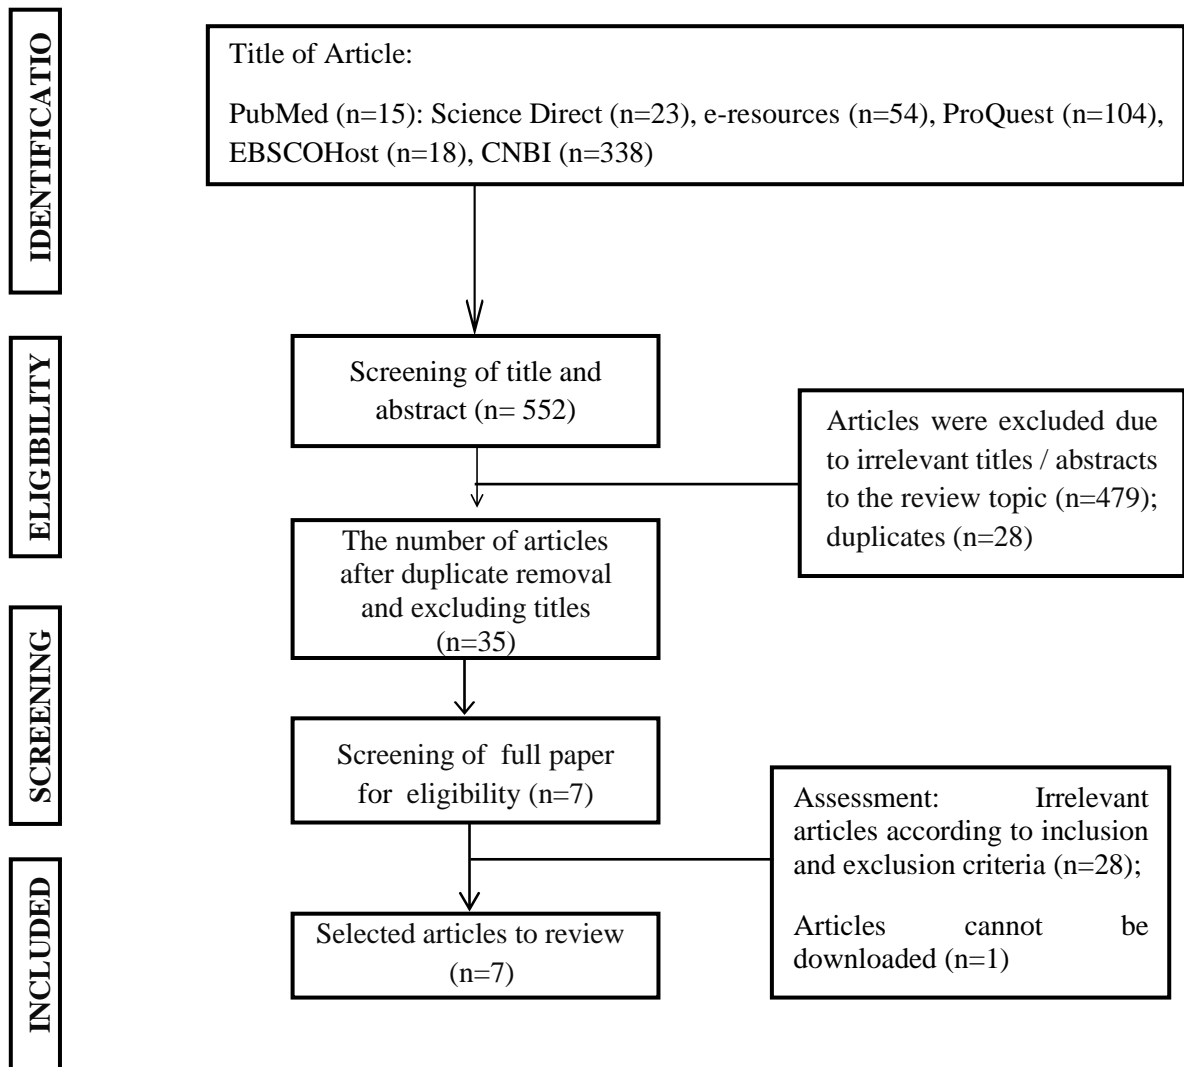 IDENTIFICATIO
Title of Article:
PubMed (n=15): Science Direct (n=23), e-resources (n=54), ProQuest (n=104),
EBSCOHost (n=18), CNBI (n=338)
ELIGIBILITY
Screening of title and
abstract (n= 552)
Articles were excluded due
to irrelevant titles / abstracts
to the review topic (n=479);
duplicates (n=28)
The number of articles
after duplicate removal
and excluding titles
(n=35)
SCREENING
Screening of full paper
for eligibility (n=7)
Assessment: Irrelevant
articles according to inclusion
and exclusion criteria (n=28);
Articles cannot be
downloaded (n=1)
INCLUDED
Selected articles to review
(n=7)